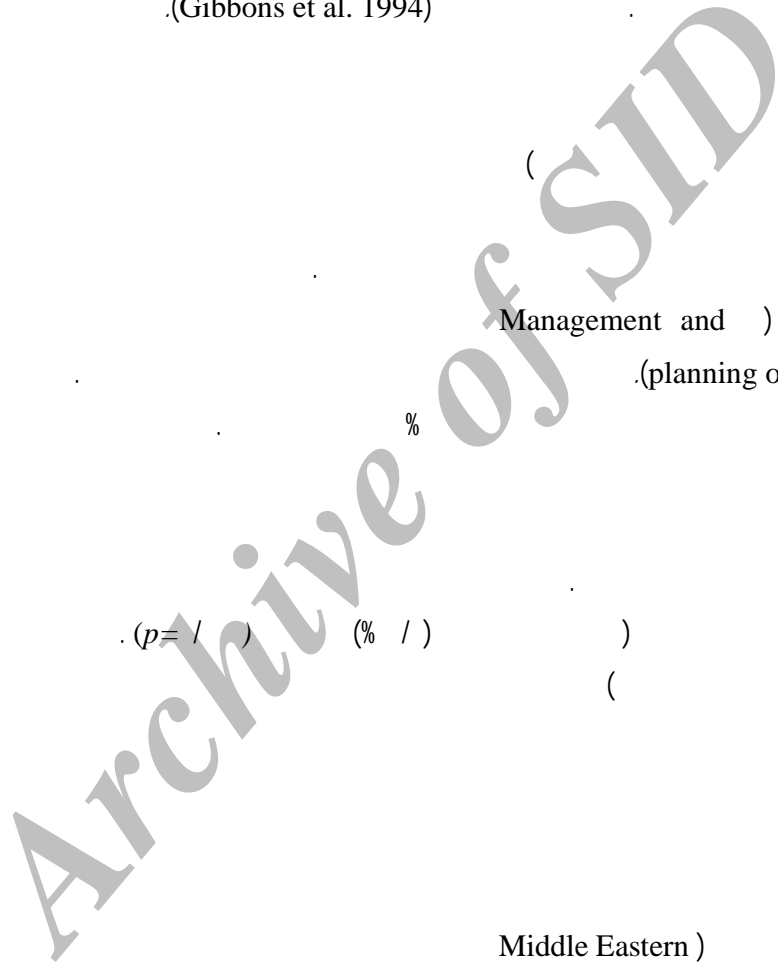 .(Gibbons et al. 1994) .
(
.
Management and )
. .(planning o
. %
.
. (p= / ) (% / ) )
(
Middle Eastern )
Archive of SID